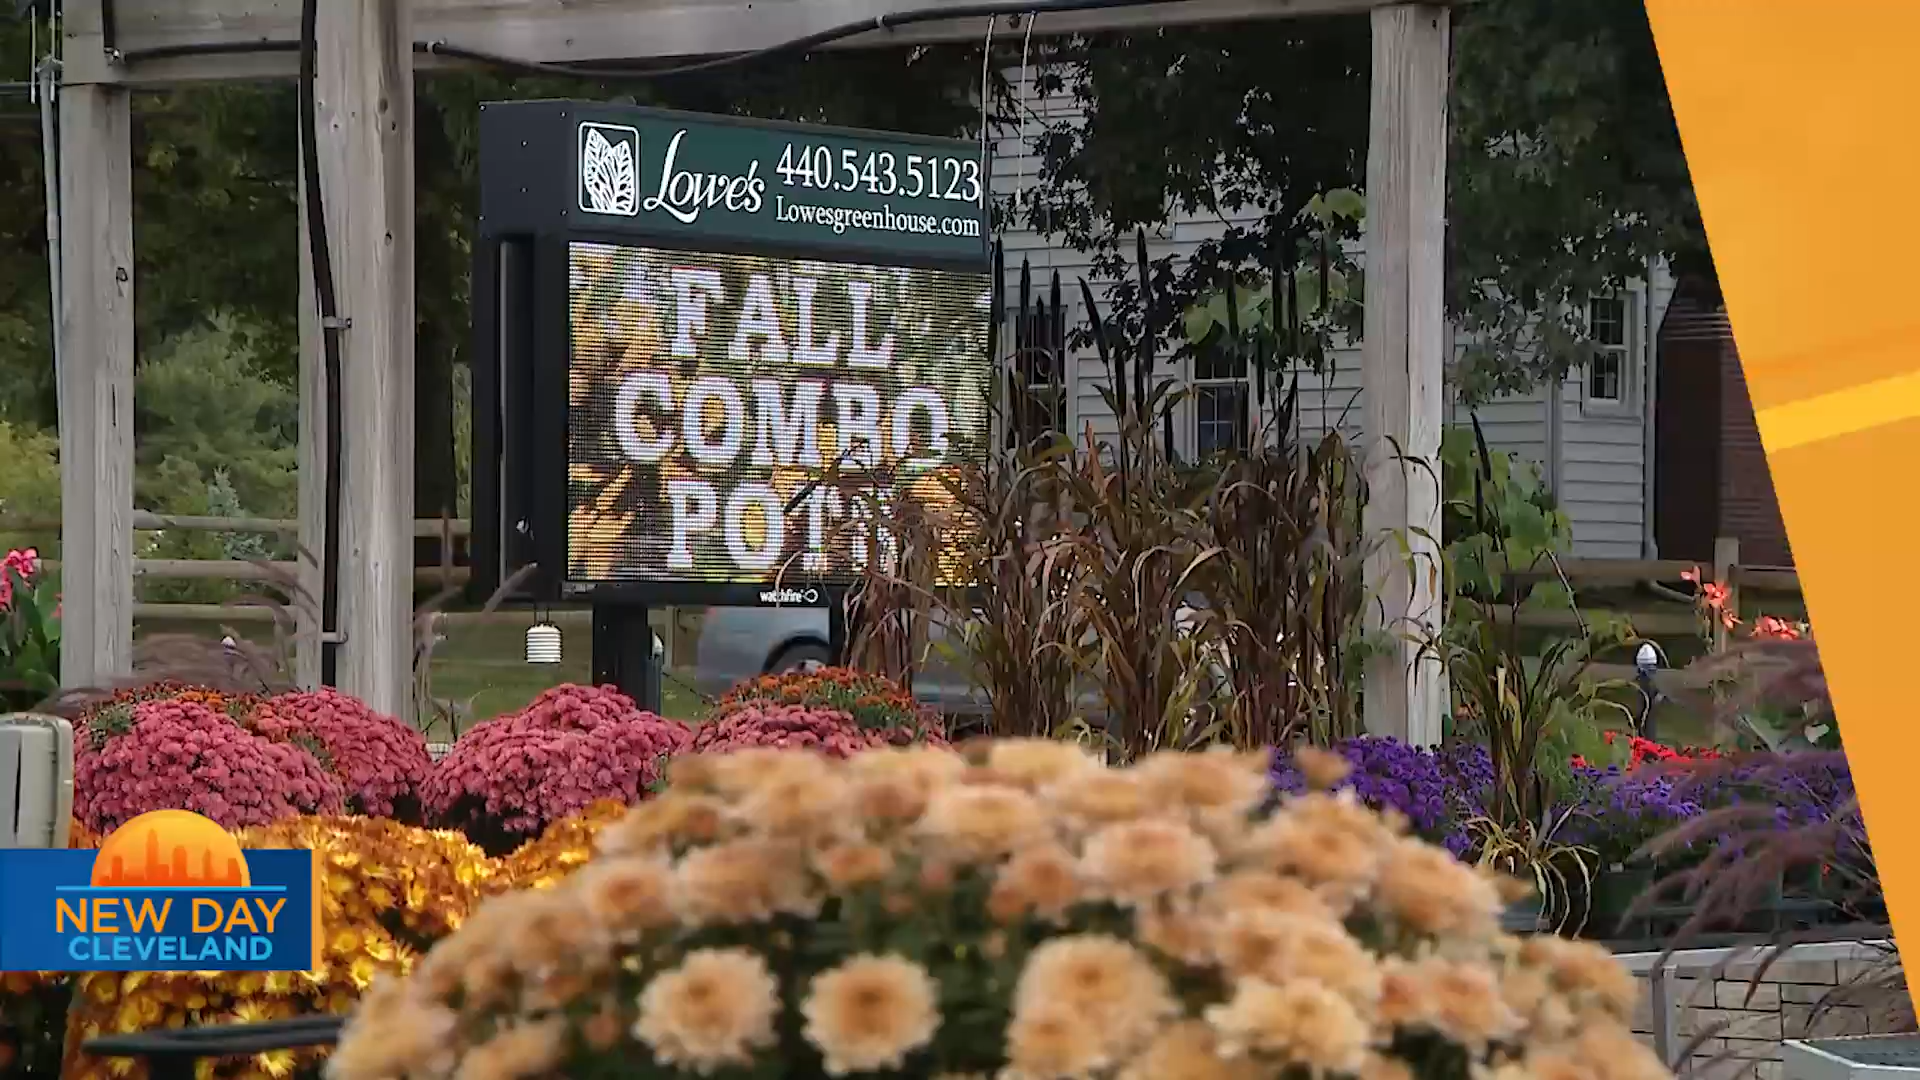 Lowe's 440.543.5123
Lowesgreenhouse.com
FALL
COMBO
watchfire
NEW DAY
CLEVELAND